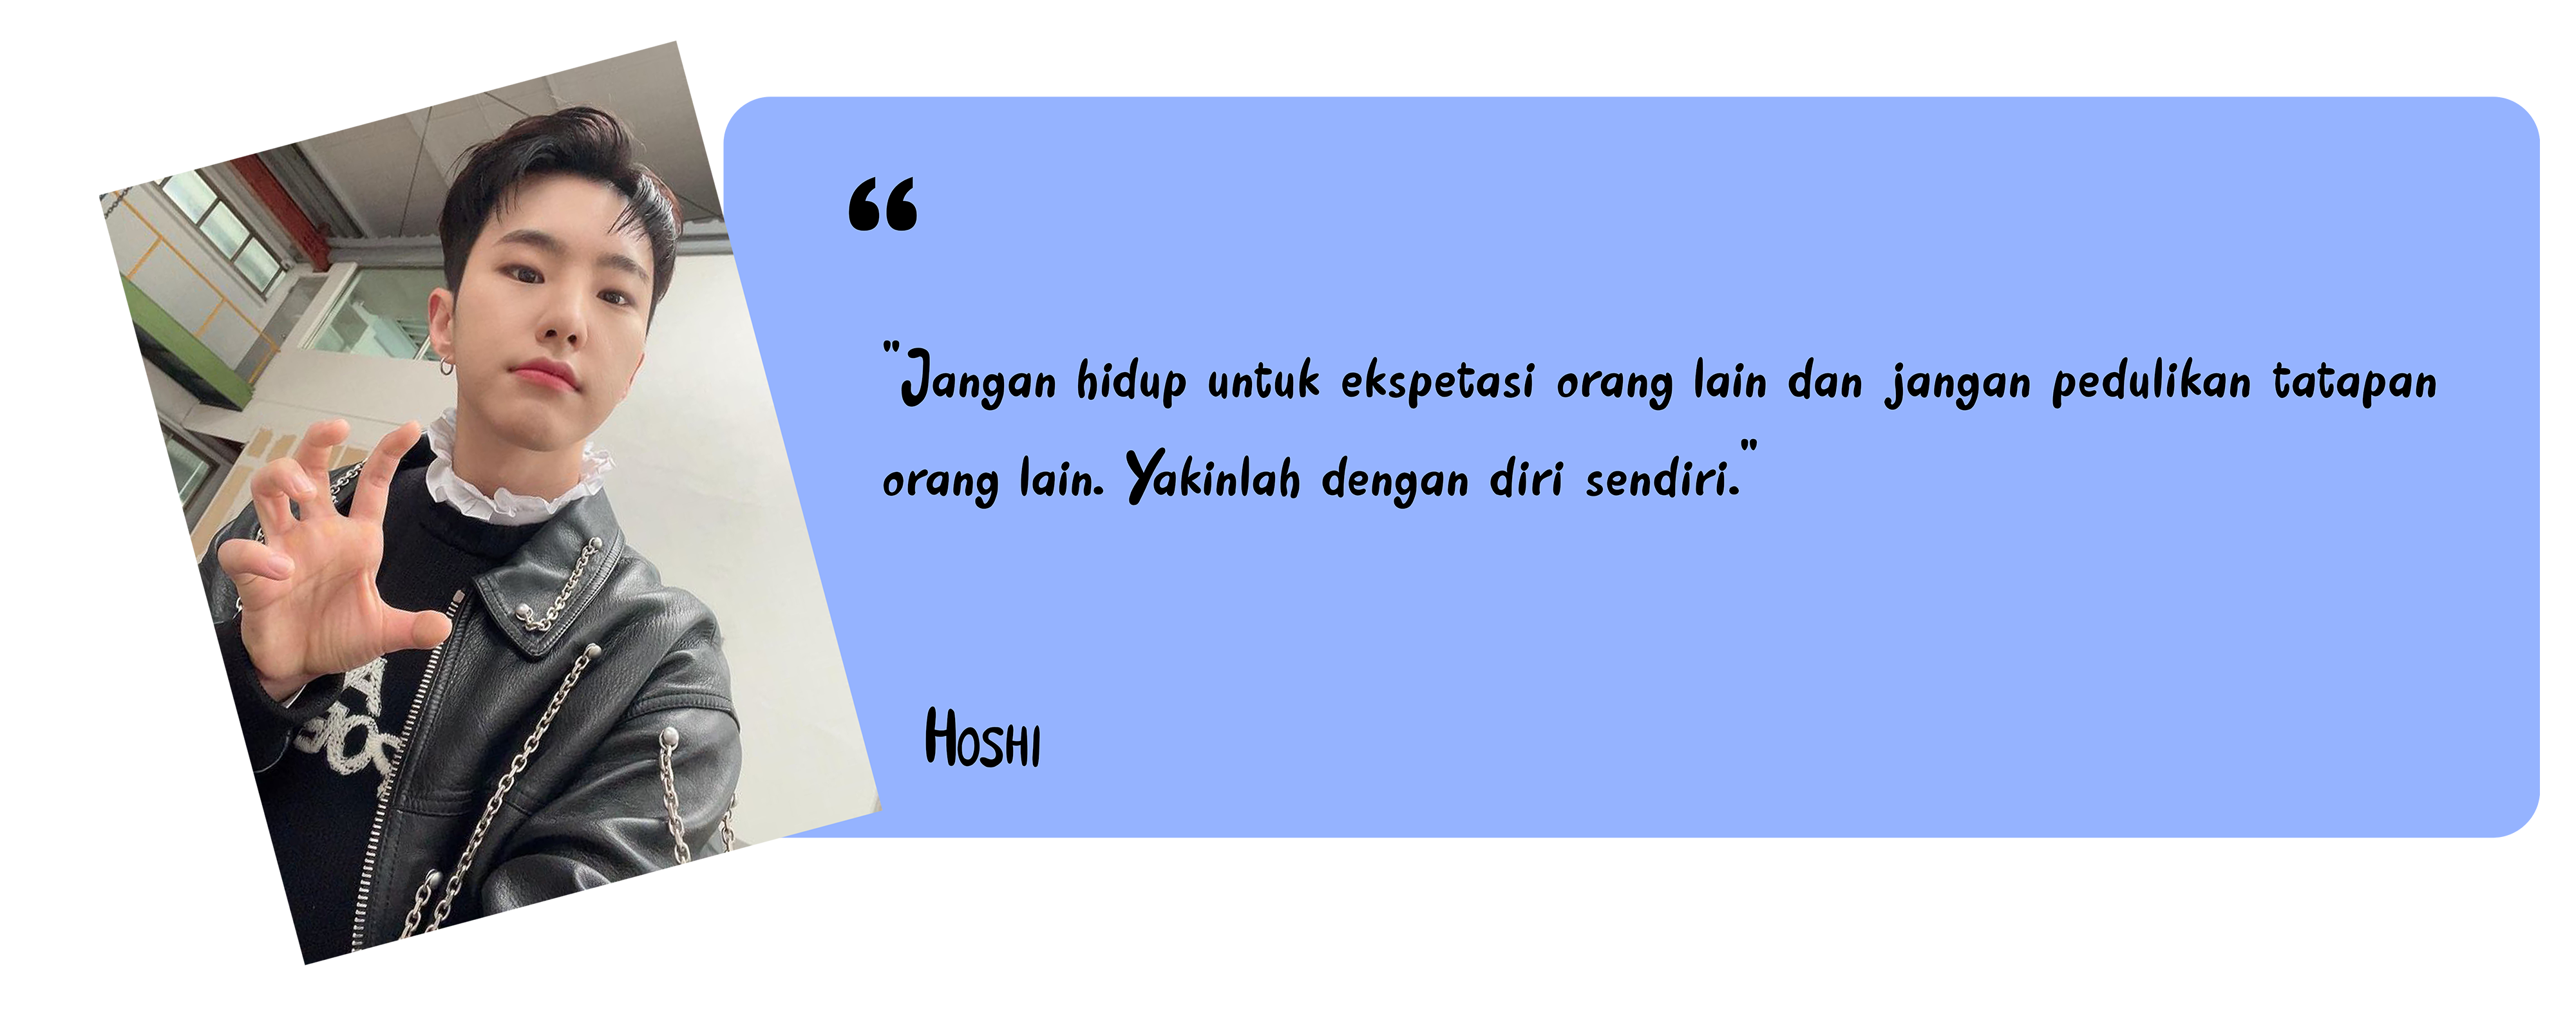 “
"Jangan hidup untuk ekspetasi orang lain dan jangan pedulikan tatapan
orang lain. Yakinlah dengan diri sendiri."
HOSHI